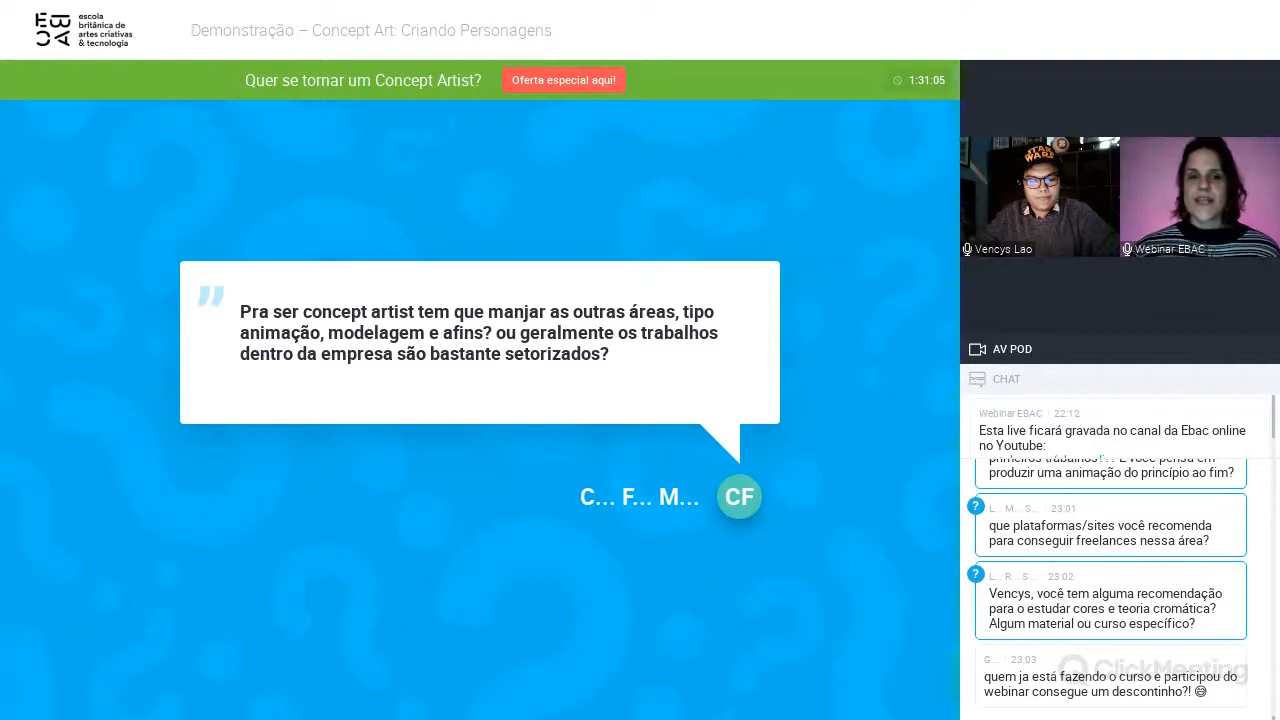 EBAC
escola
britânica de
artes criativas
& tecnologia
Demonstração – Concept Art: Criando Personagens
Quer se tornar um Concept Artist?
Oferta especial aqui!
1:31:05
STAR
WARS
Vencys Lao
Webinar EBAC
"
Pra ser concept artist tem que manjar as outras áreas, tipo
animação, modelagem e afins? ou geralmente os trabalhos
dentro da empresa são bastante setorizados?
C... F... M...
CF
AV POD
CHAT
Webinar EBAC | 22:12
Esta live ficará gravada no canal da Ebac online
no Youtube:
produzir uma animação do princípio ao fim?
?
L... M... S... | 23:01
que plataformas/sites você recomenda
para conseguir freelances nessa área?
?
L... R... S... | 23:02
Vencys, você tem alguma recomendação
para o estudar cores e teoria cromática?
Algum material ou curso específico?
G... | 23:03
quem ja está fazendo o curso e participou do
webinar consegue um descontinho?! 😅
ClickMeeting